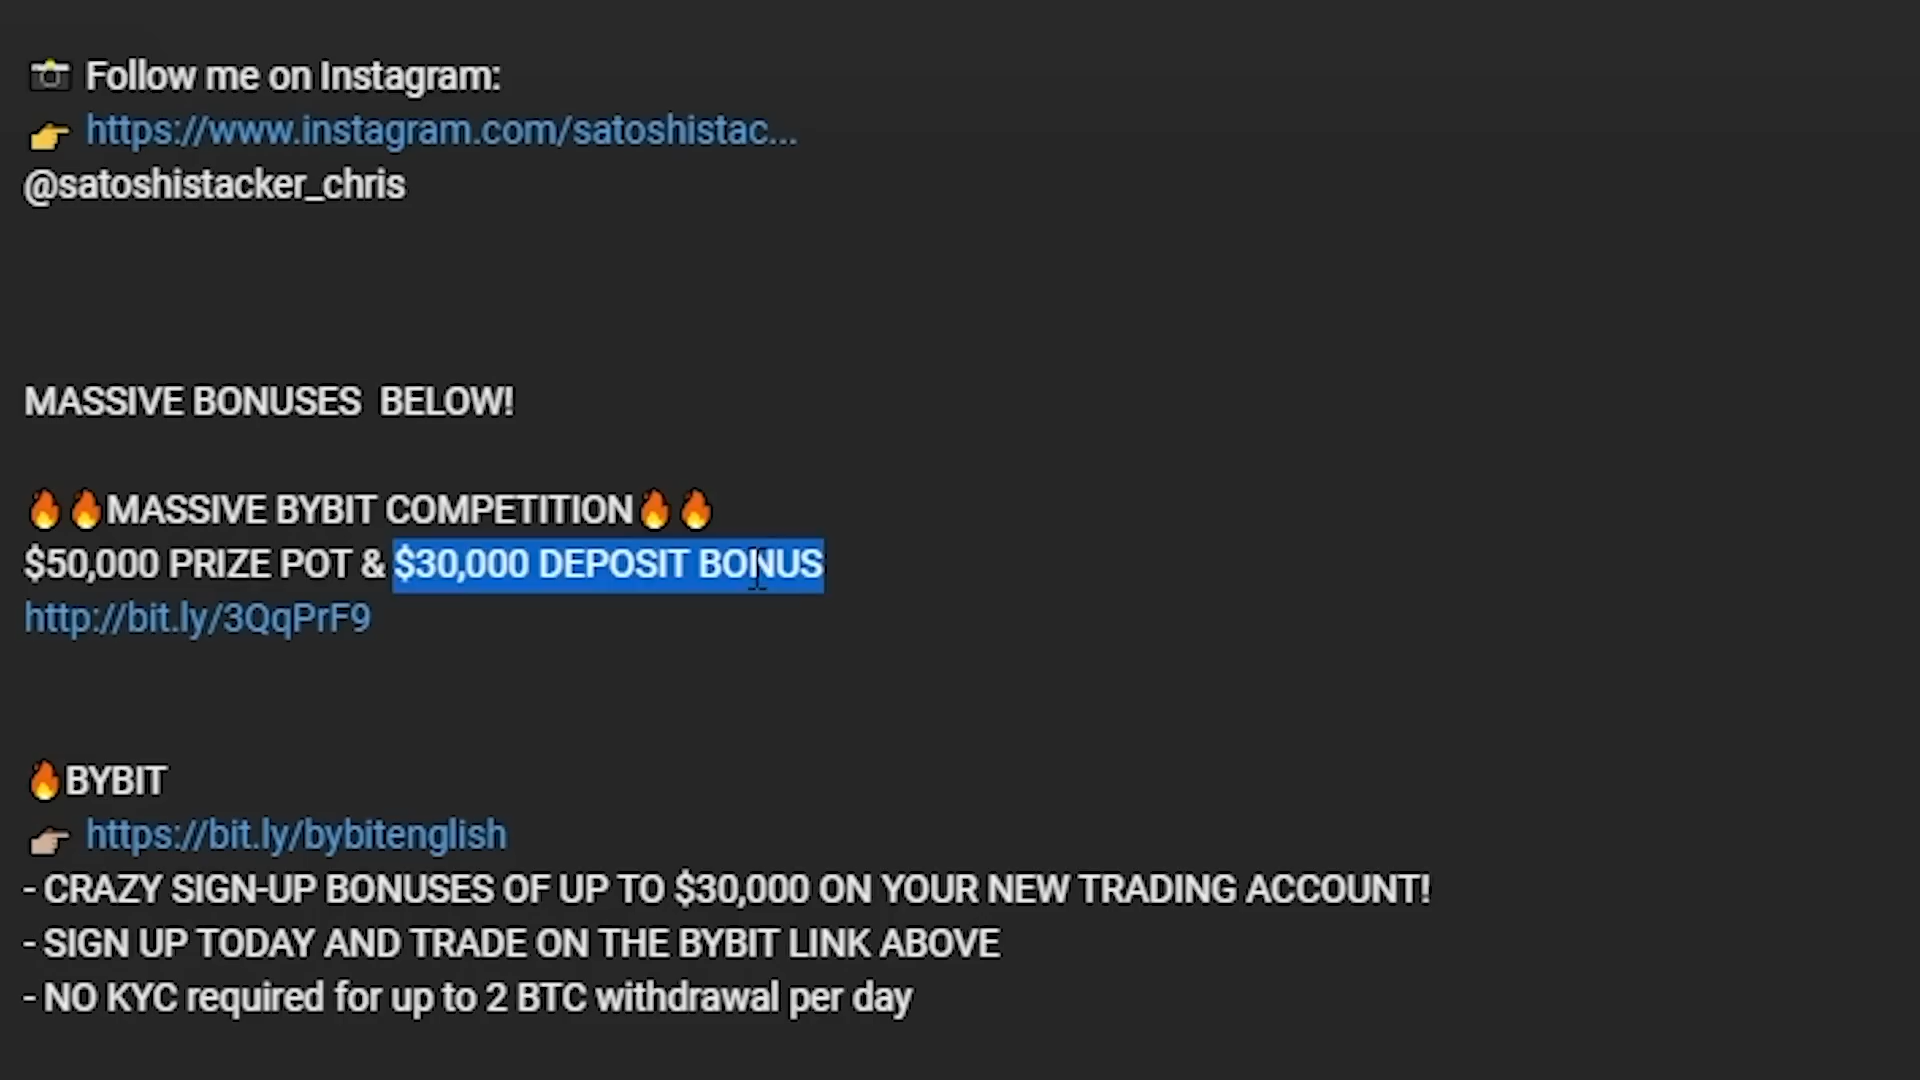 📷 Follow me on Instagram:
👉 https://www.instagram.com/satoshistac...
@satoshistacker_chris
MASSIVE BONUSES  BELOW!
🔥🔥MASSIVE BYBIT COMPETITION🔥🔥
$50,000 PRIZE POT & $30,000 DEPOSIT BONUS
http://bit.ly/3QqPrF9
🔥BYBIT
👉🏼 https://bit.ly/bybitenglish
- CRAZY SIGN-UP BONUSES OF UP TO $30,000 ON YOUR NEW TRADING ACCOUNT!
- SIGN UP TODAY AND TRADE ON THE BYBIT LINK ABOVE
- NO KYC required for up to 2 BTC withdrawal per day